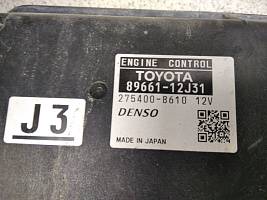 ENGINE CONTROL
TOYOTA
89661-12J31
275400-8610 12V
DENSO
MADE IN JAPAN
J3